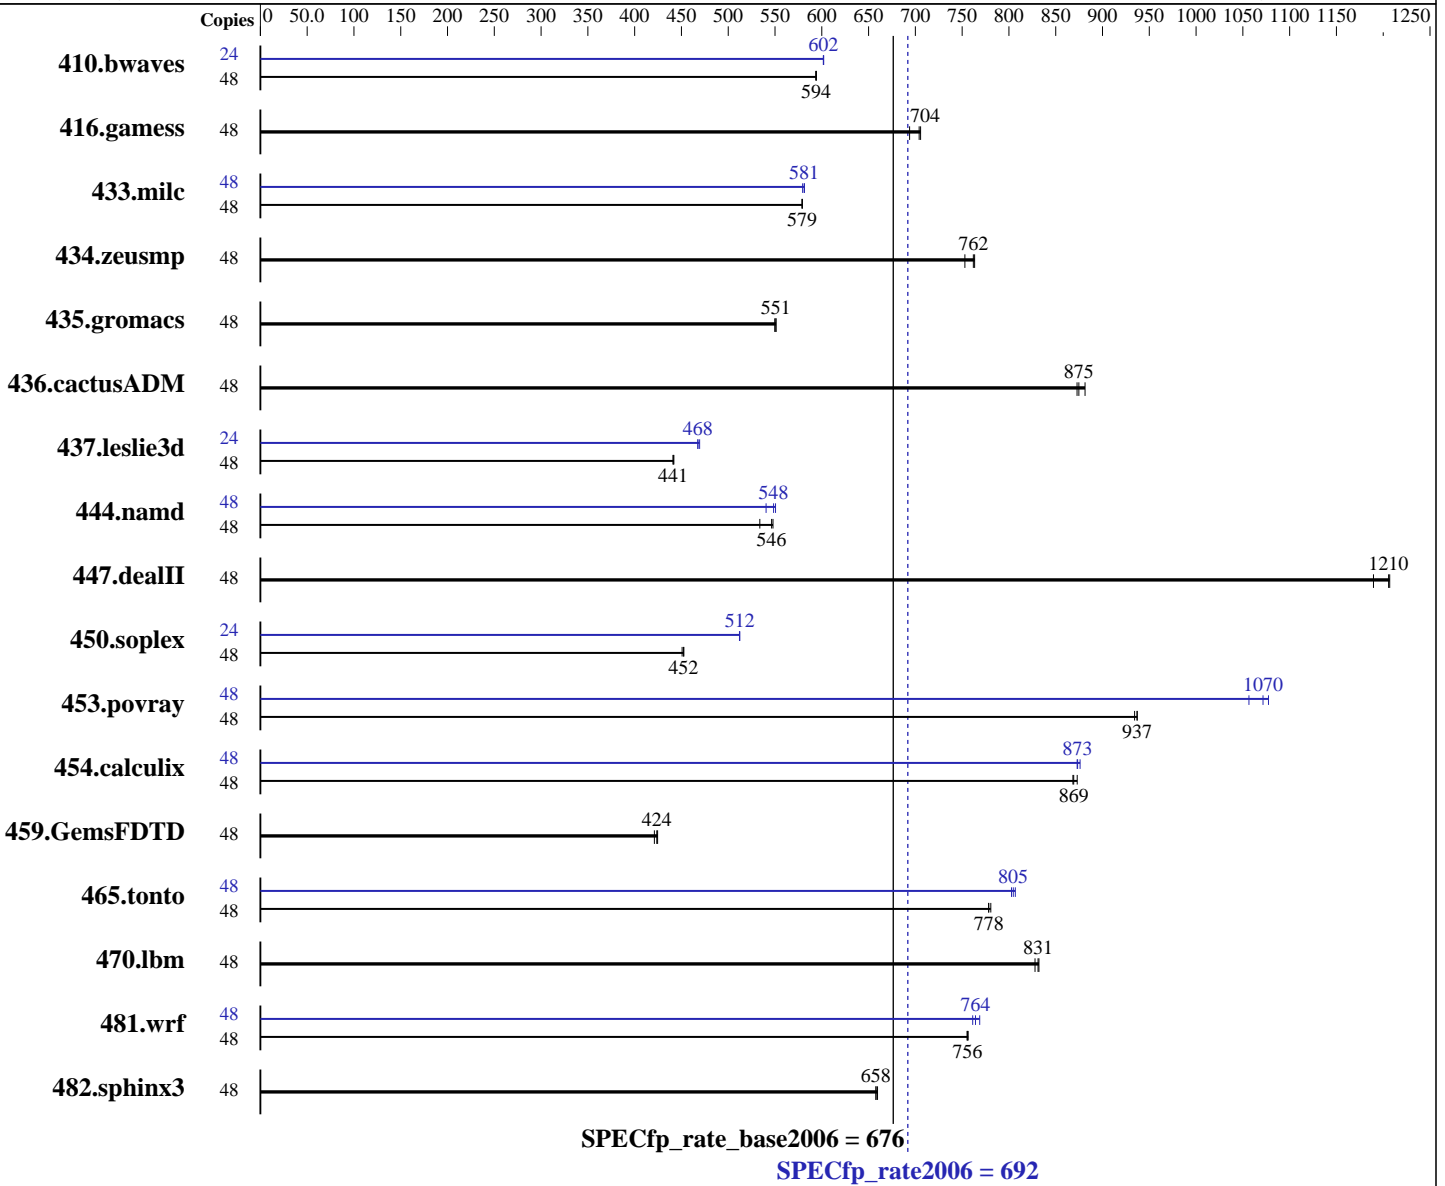 Copies 0 50.0 100 150 200 250 300 350 400 450 500 550 600 650 700 750 800 850 900 950 1000 1050 1100 1150 1250
410.bwaves 24 602
48 594
416.gamess 48 704
433.milc 48 581
48 579
434.zeusmp 48 762
435.gromacs 48 551
436.cactusADM 48 875
437.leslie3d 24 468
48 441
444.namd 48 548
48 546
447.dealII 48 1210
450.soplex 24 512
48 452
453.povray 48 1070
48 937
454.calculix 48 873
48 869
459.GemsFDTD 48 424
465.tonto 48 805
48 778
470.lbm 48 831
481.wrf 48 764
48 756
482.sphinx3 48 658
SPECfp_rate_base2006 = 676
SPECfp_rate2006 = 692